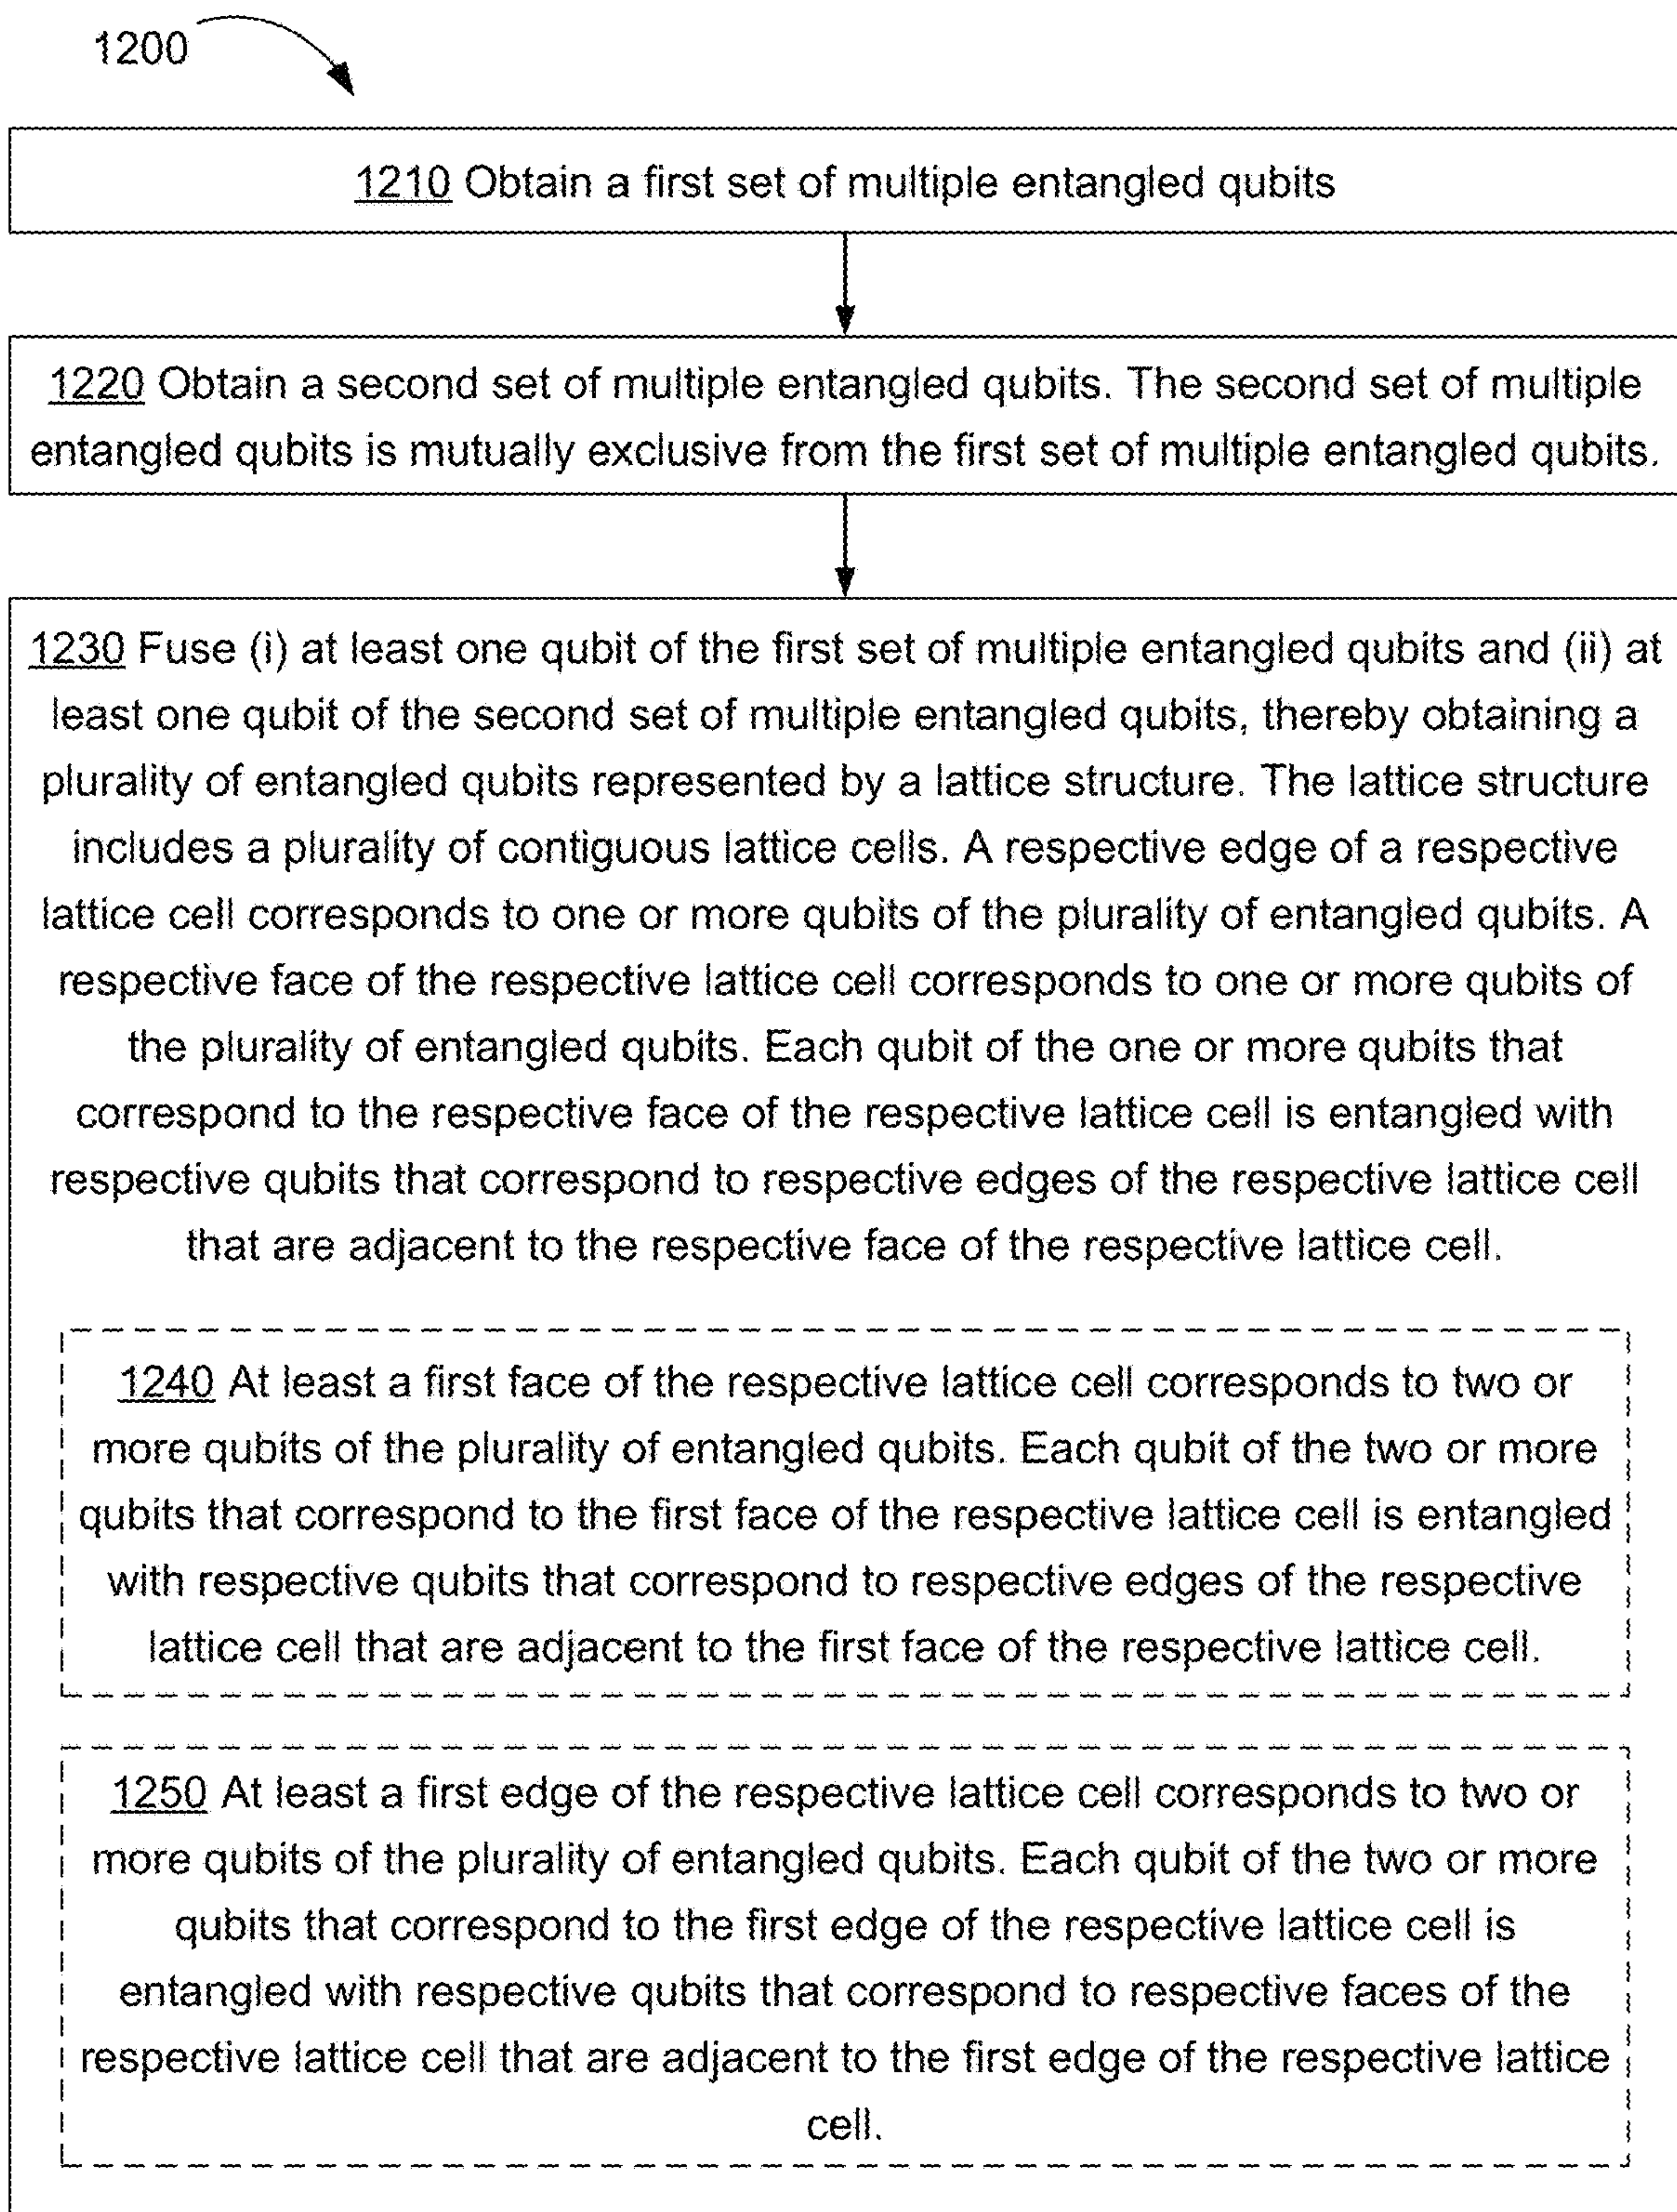 1200
1210 Obtain a first set of multiple entangled qubits
1220 Obtain a second set of multiple entangled qubits. The second set of multiple
entangled qubits is mutually exclusive from the first set of multiple entangled qubits.
1230 Fuse (i) at least one qubit of the first set of multiple entangled qubits and (ii) at
least one qubit of the second set of multiple entangled qubits, thereby obtaining a
plurality of entangled qubits represented by a lattice structure. The lattice structure
includes a plurality of contiguous lattice cells. A respective edge of a respective
lattice cell corresponds to one or more qubits of the plurality of entangled qubits. A
respective face of the respective lattice cell corresponds to one or more qubits of
the plurality of entangled qubits. Each qubit of the one or more qubits that
correspond to the respective face of the respective lattice cell is entangled with
respective qubits that correspond to respective edges of the respective lattice cell
that are adjacent to the respective face of the respective lattice cell.
1240 At least a first face of the respective lattice cell corresponds to two or
more qubits of the plurality of entangled qubits. Each qubit of the two or more
qubits that correspond to the first face of the respective lattice cell is entangled
with respective qubits that correspond to respective edges of the respective
lattice cell that are adjacent to the first face of the respective lattice cell.
1250 At least a first edge of the respective lattice cell corresponds to two or
more qubits of the plurality of entangled qubits. Each qubit of the two or more
qubits that correspond to the first edge of the respective lattice cell is
entangled with respective qubits that correspond to respective faces of the
respective lattice cell that are adjacent to the first edge of the respective lattice
cell.